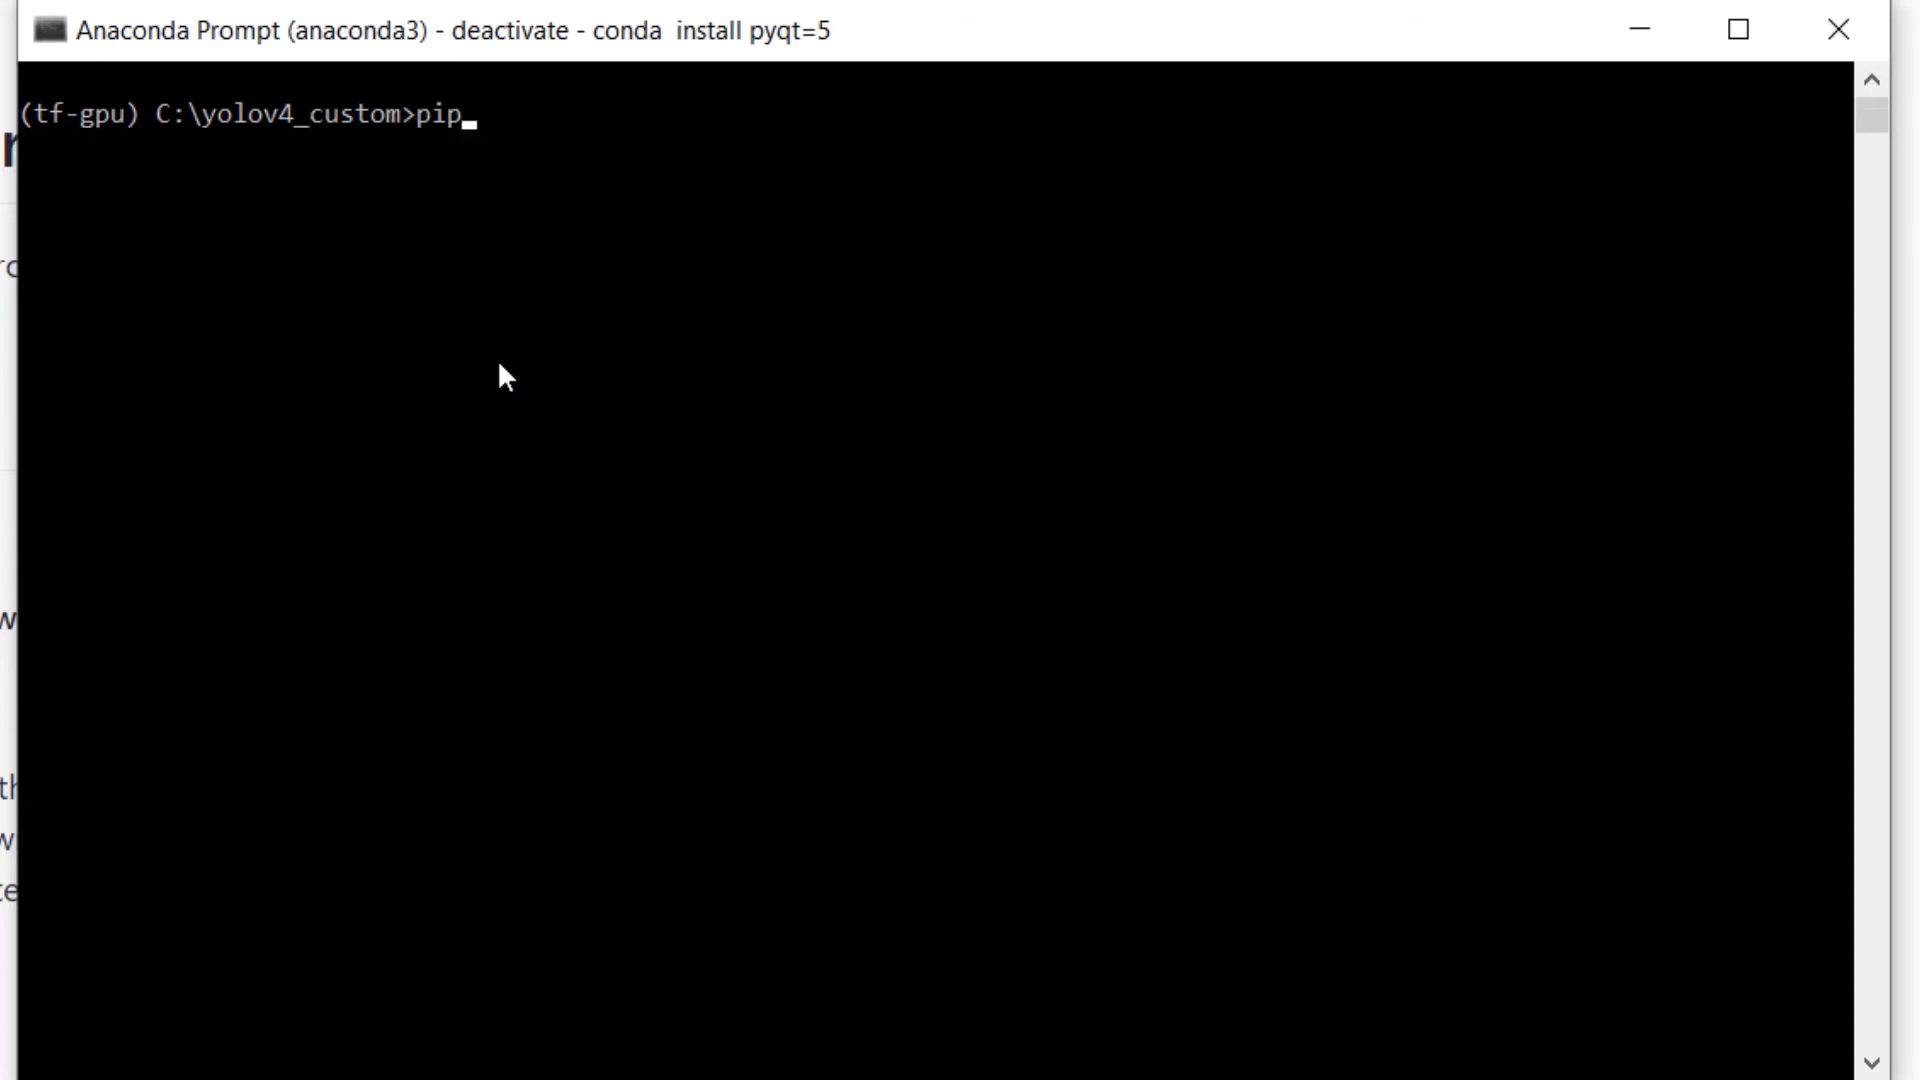 Anaconda Prompt (anaconda3) - deactivate - conda  install pyqt=5
(tf-gpu) C:\yolov4_custom>pip